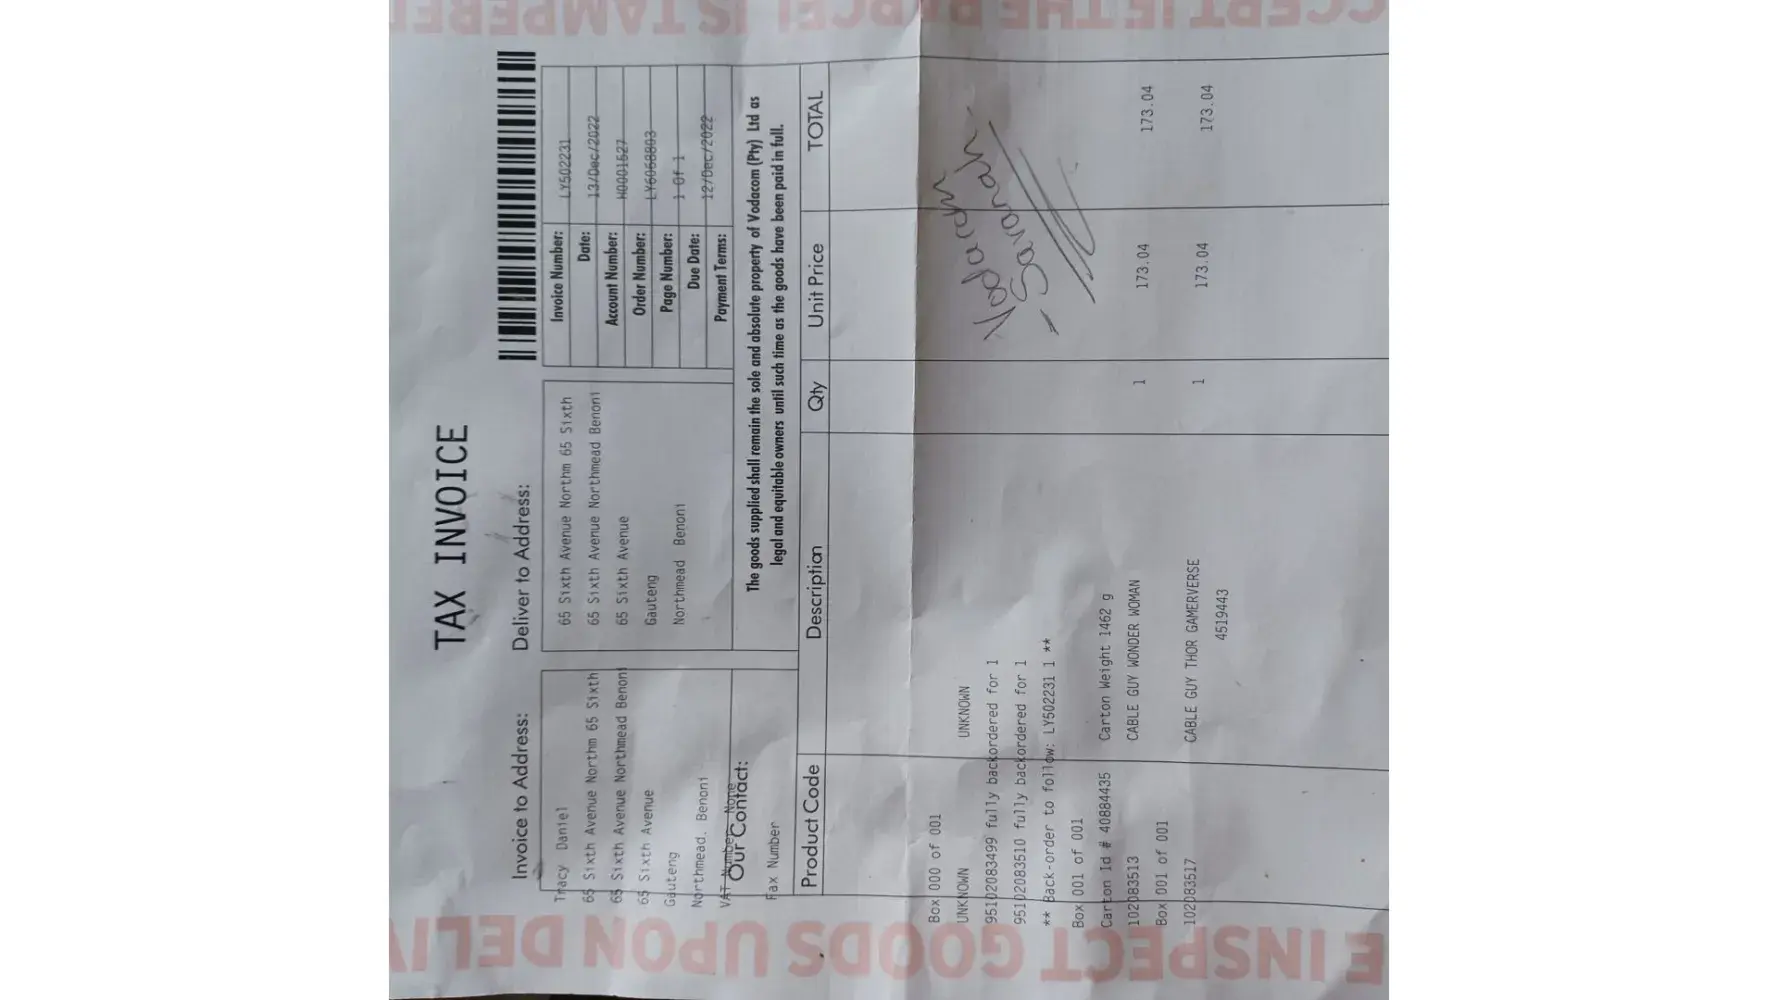 TAX INVOICE
Invoice to Address:
Tracy Daniel
65 Sixth Avenue Northm 65 Sixth
65 Sixth Avenue Northmead Benoni
65 Sixth Avenue
Gauteng
Northmead. Benoni
VAT Number None
Our Contact:
Fax Number
Deliver to Address:
65 Sixth Avenue Northm 65 Sixth
65 Sixth Avenue Northmead Benoni
65 Sixth Avenue
Gauteng
Northmead Benoni
Invoice Number: LY502231
Date: 13/Dec/2022
Account Number: H0001527
Order Number: LY6068803
Page Number: 1 Of 1
Due Date: 12/Dec/2022
Payment Terms:
The goods supplied shall remain the sole and absolute property of Vodacom (Pty) Ltd as
legal and equitable owners until such time as the goods have been paid in full.
Product Code Description Qty Unit Price TOTAL
Box 000 of 001
UNKNOWN UNKNOWN
95102083499 fully backordered for 1
95102083510 fully backordered for 1
** Back-order to follow: LY502231 1 **
Box 001 of 001
Carton Id # 40884435 Carton Weight 1462 g
102083513 CABLE GUY WONDER WOMAN 1 173.04 173.04
Box 001 of 001
102083517 CABLE GUY THOR GAMERVERSE 1 173.04 173.04
4519443
Vodacom
Savanah
E INSPECT GOODS UPON DELIV
CCEPT IF THE PARCEL IS TAMPERED